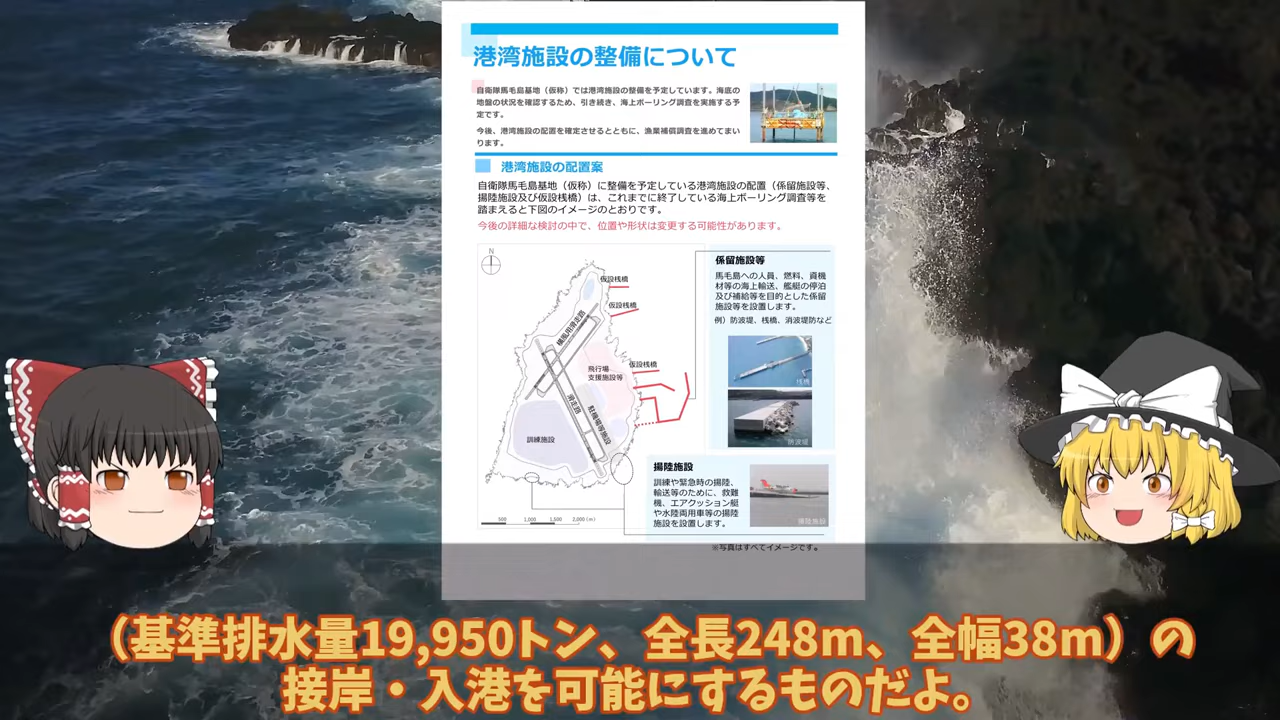 港湾施設の整備について
自衛隊馬毛島基地（仮称）では港湾施設の整備を予定しています。海底の
地盤の状況を確認するため、引き続き、海上ボーリング調査を実施する予
定です。
今後、港湾施設の配置を確定させるとともに、漁業補償調査を進めてまい
ります。
港湾施設の配置案
自衛隊馬毛島基地（仮称）に整備を予定している港湾施設の配置（係留施設等、
揚陸施設及び仮設桟橋）は、これまでに終了している海上ボーリング調査等を
踏まえると下図のイメージのとおりです。
今後の詳細な検討の中で、位置や形状は変更する可能性があります。
N
仮設桟橋
仮設桟橋
横風用滑走路
仮設桟橋
飛行場
支援施設等
滑走路
駐機場等施設
訓練施設
500 1,000 1,500 2,000 (m)
係留施設等
馬毛島への人員、燃料、資機
材等の海上輸送、艦艇の停泊
及び補給等を目的とした係留
施設等を設置します。
例）防波堤、桟橋、消波堤防など
桟橋
防波堤
揚陸施設
訓練や緊急時の揚陸、
輸送等のために、救難
機、エアクッション艇
や水陸両用車等の揚陸
施設を設置します。
揚陸施設
※写真はすべてイメージです。
（基準排水量19,950トン、全長248m、全幅38m）の
接岸・入港を可能にするものだよ。